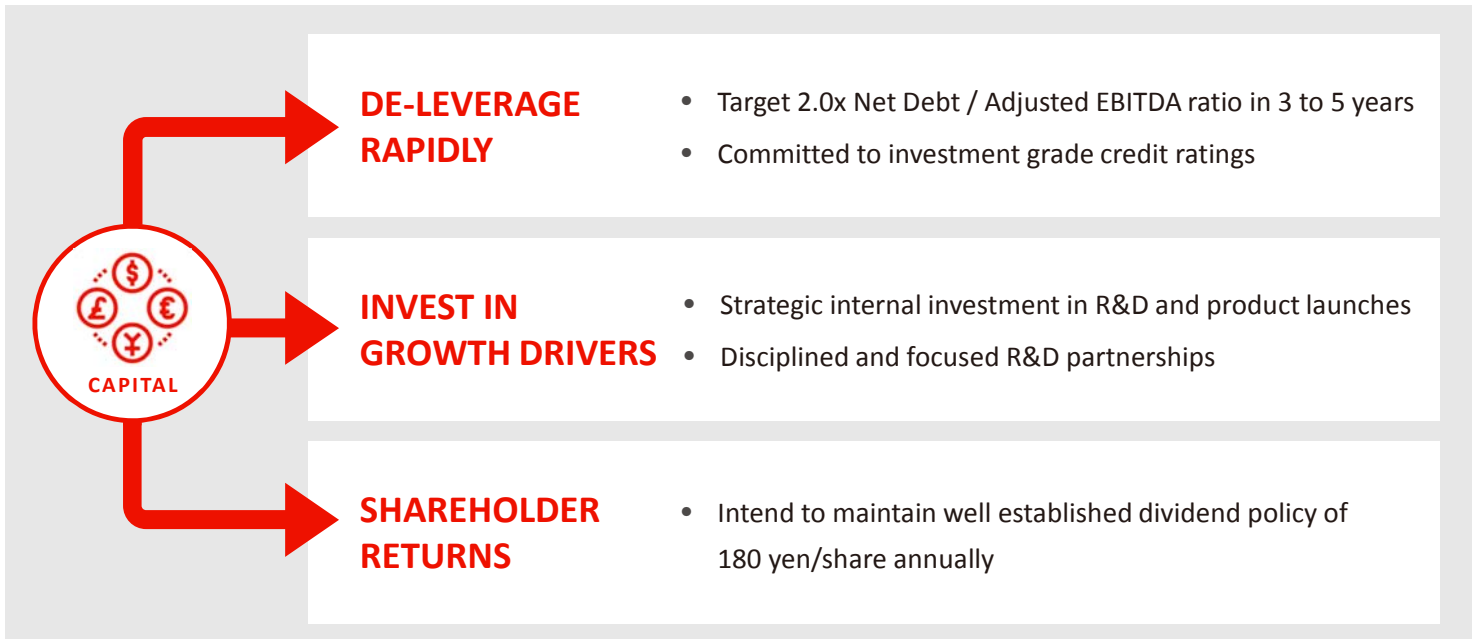 $
£
€
¥
CAPITAL
DE-LEVERAGE
RAPIDLY
• Target 2.0x Net Debt / Adjusted EBITDA ratio in 3 to 5 years
• Committed to investment grade credit ratings
INVEST IN
GROWTH DRIVERS
• Strategic internal investment in R&D and product launches
• Disciplined and focused R&D partnerships
SHAREHOLDER
RETURNS
• Intend to maintain well established dividend policy of
180 yen/share annually